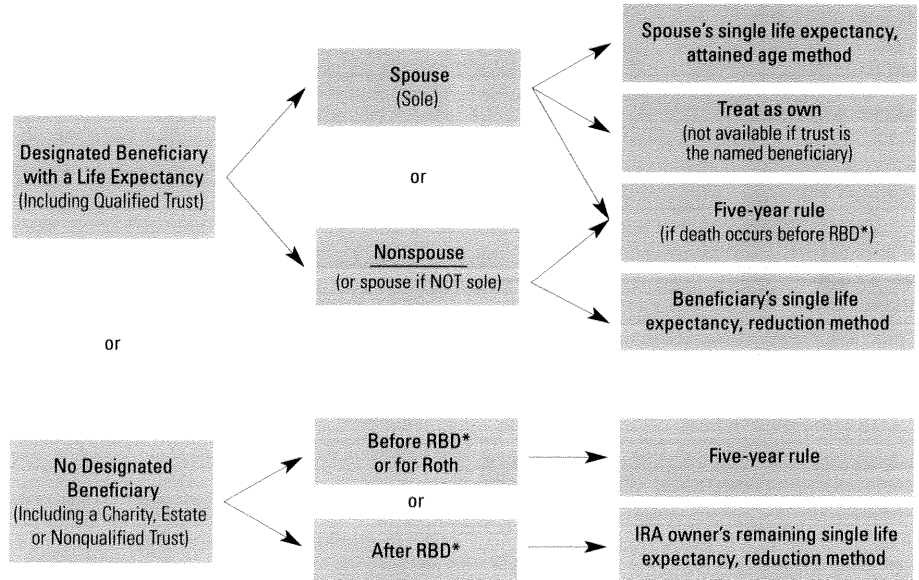 Designated Beneficiary
with a Life Expectancy
(Including Qualified Trust)
Spouse
(Sole)
or
Nonspouse
(or spouse if NOT sole)
Spouse's single life expectancy,
attained age method
Treat as own
(not available if trust is
the named beneficiary)
Five-year rule
(if death occurs before RBD*)
Beneficiary's single life
expectancy, reduction method
or
No Designated
Beneficiary
(Including a Charity, Estate
or Nonqualified Trust)
Before RBD*
or for Roth
or
After RBD*
Five-year rule
IRA owner's remaining single life
expectancy, reduction method